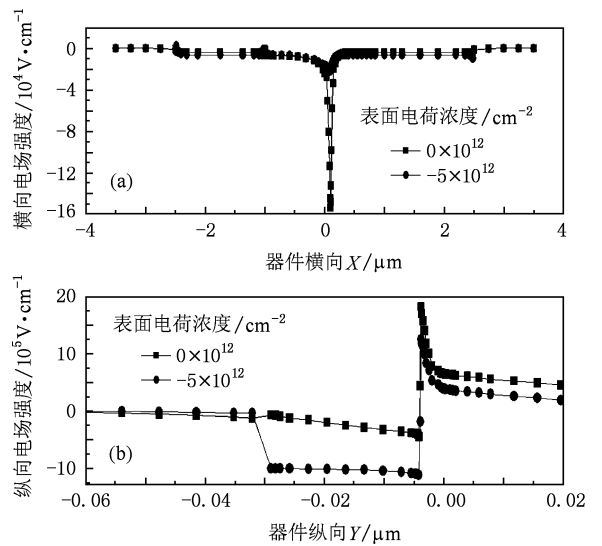 0
−4
−8
−12
−16
横向电场强度/10⁴ V·cm⁻¹
表面电荷浓度/cm⁻²
0×10¹²
−5×10¹²
(a)
−4
−2
0
2
4
器件横向X/μm
20
10
0
−10
纵向电场强度/10⁵ V·cm⁻¹
表面电荷浓度/cm⁻²
0×10¹²
−5×10¹²
(b)
−0.06
−0.04
−0.02
0.00
0.02
器件纵向Y/μm